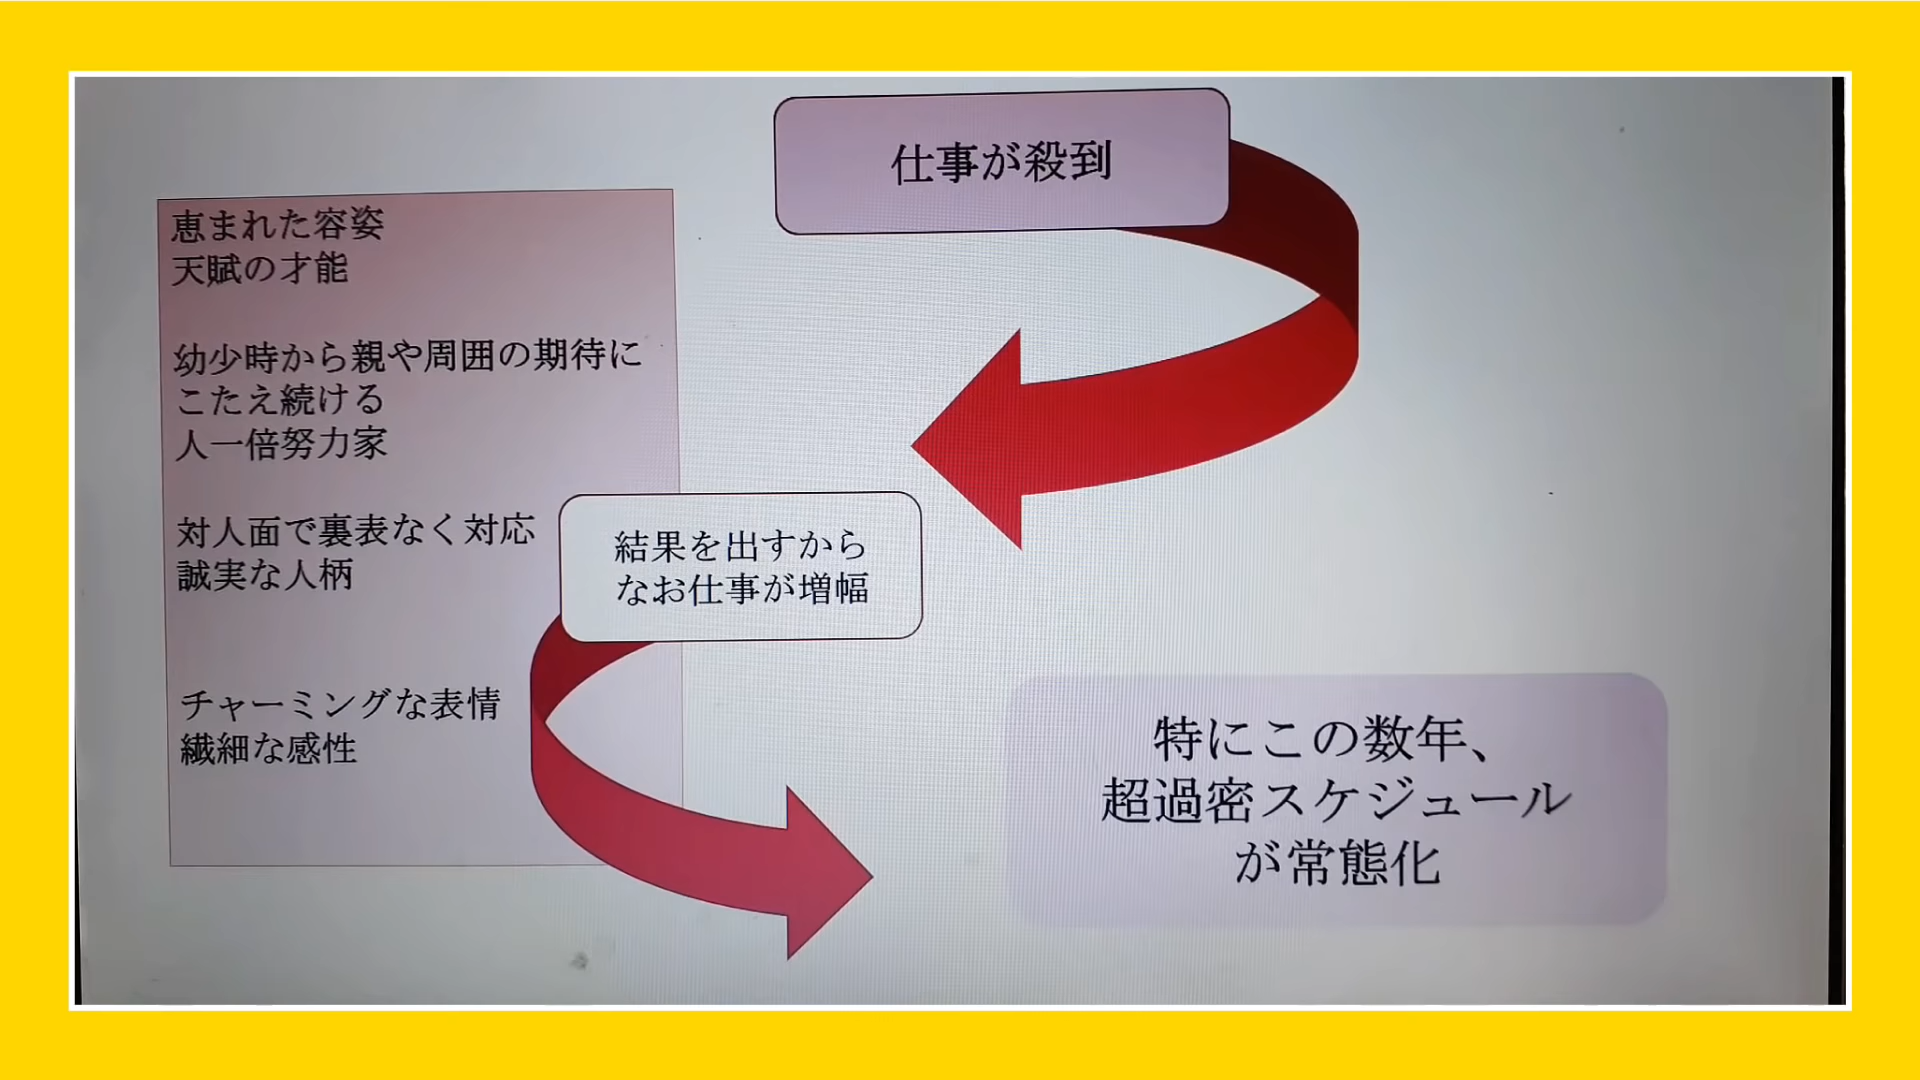 仕事が殺到
恵まれた容姿
天賦の才能
幼少時から親や周囲の期待に
こたえ続ける
人一倍努力家
対人面で裏表なく対応
誠実な人柄
チャーミングな表情
繊細な感性
結果を出すから
なお仕事が増幅
特にこの数年、
超過密スケジュール
が常態化